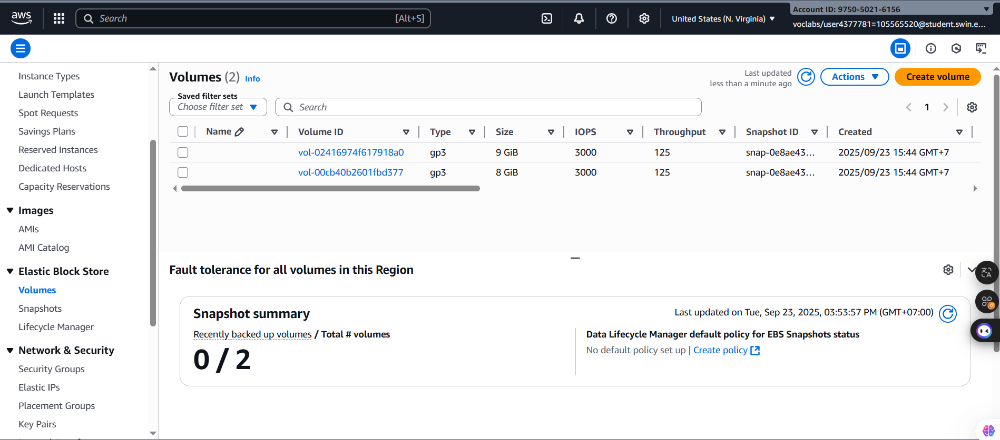 aws
Search [Alt+S]
United States (N. Virginia)
Account ID: 9750-5021-6156
voclabs/user4377781=105565520@student.swin.e...
Instance Types
Launch Templates
Spot Requests
Savings Plans
Reserved Instances
Dedicated Hosts
Capacity Reservations
Images
AMIs
AMI Catalog
Elastic Block Store
Volumes
Snapshots
Lifecycle Manager
Network & Security
Security Groups
Elastic IPs
Placement Groups
Key Pairs
Volumes (2) Info
Last updated
less than a minute ago
Actions
Create volume
Saved filter sets
Choose filter set
Search
1
Name Volume ID Type Size IOPS Throughput Snapshot ID Created
vol-02416974f617918a0 gp3 9 GiB 3000 125 snap-0e8ae43... 2025/09/23 15:44 GMT+7
vol-00cb40b2601fbd377 gp3 8 GiB 3000 125 snap-0e8ae43... 2025/09/23 15:44 GMT+7
Fault tolerance for all volumes in this Region
Snapshot summary
Last updated on Tue, Sep 23, 2025, 03:53:57 PM (GMT+07:00)
Recently backed up volumes / Total # volumes
0 / 2
Data Lifecycle Manager default policy for EBS Snapshots status
No default policy set up | Create policy